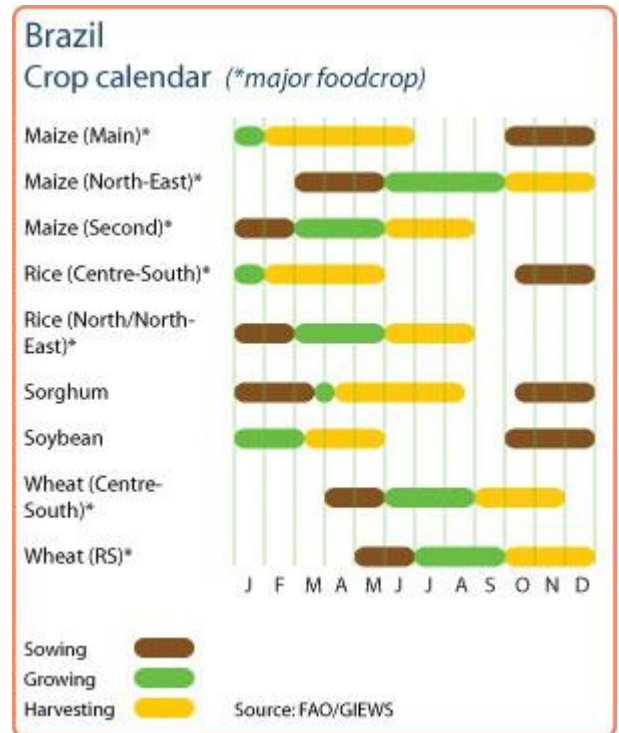 Brazil
Crop calendar (*major foodcrop)
Maize (Main)*
Maize (North-East)*
Maize (Second)*
Rice (Centre-South)*
Rice (North/North-
East)*
Sorghum
Soybean
Wheat (Centre-
South)*
Wheat (RS)*
J F M A M J J A S O N D
Sowing
Growing
Harvesting
Source: FAO/GIEWS